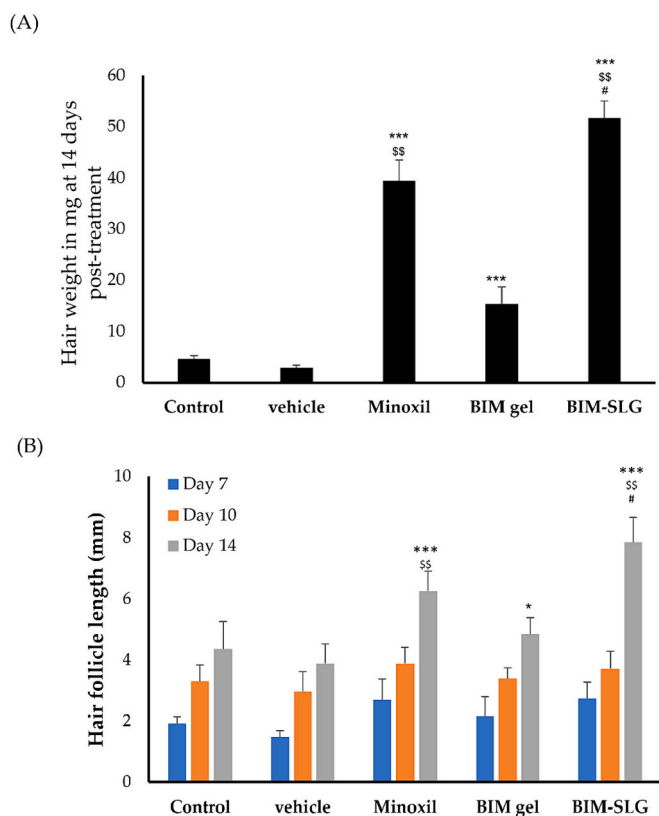 (A)
Hair weight in mg at 14 days
post-treatment
60
50
40
30
20
10
0
***
$$
***
***
$$
#
Control vehicle Minoxil BIM gel BIM-SLG
(B)
Hair follicle length (mm)
10
8
6
4
2
0
Day 7
Day 10
Day 14
***
$$
*
***
$$
#
Control vehicle Minoxil BIM gel BIM-SLG